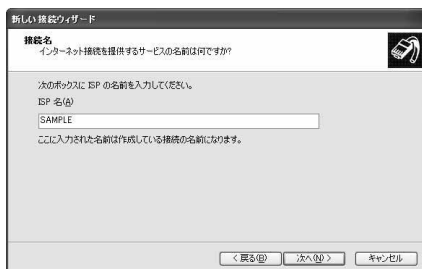 新しい接続ウィザード
接続名
インターネット接続を提供するサービスの名前は何ですか?
次のボックスに ISP の名前を入力してください。
ISP 名(A)
SAMPLE
ここに入力された名前は作成している接続の名前になります。
< 戻る(B) 次へ(N) > キャンセル